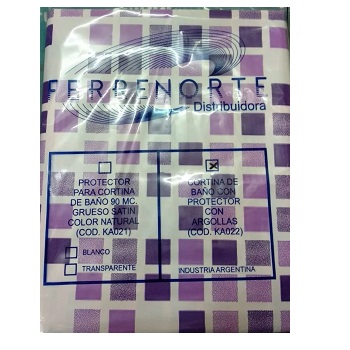 FERPENORTE
Distribuidora
PROTECTOR
PARA CORTINA
DE BAÑO 90 MC.
GRUESO SATIN
COLOR NATURAL
(COD. KA021)
BLANCO
TRANSPARENTE
CORTINA DE
BAÑO CON
PROTECTOR
CON
ARGOLLAS
(COD. KA022)
INDUSTRIA ARGENTINA